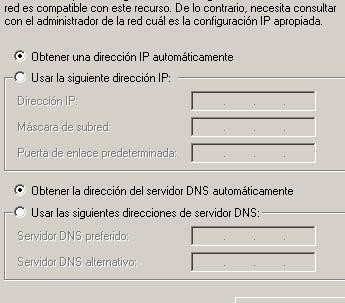 red es compatible con este recurso. De lo contrario, necesita consultar
con el administrador de la red cuál es la configuración IP apropiada.
Obtener una dirección IP automáticamente
Usar la siguiente dirección IP:
Dirección IP:
Máscara de subred:
Puerta de enlace predeterminada:
Obtener la dirección del servidor DNS automáticamente
Usar las siguientes direcciones de servidor DNS:
Servidor DNS preferido:
Servidor DNS alternativo: